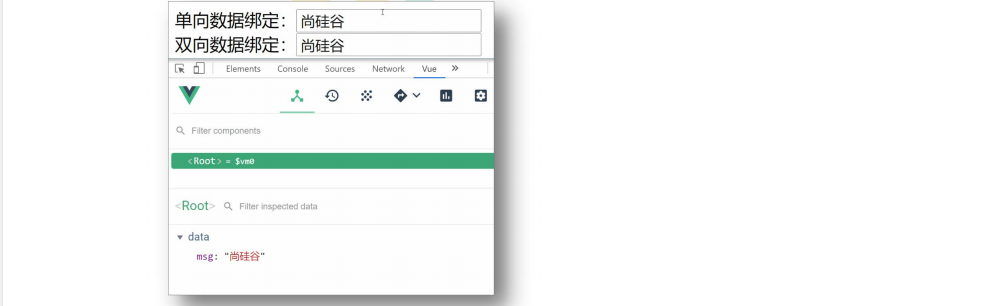 单向数据绑定：尚硅谷
双向数据绑定：尚硅谷
Elements Console Sources Network Vue »
Filter components
<Root> = $vm0
<Root> Filter inspected data
data
msg: "尚硅谷"